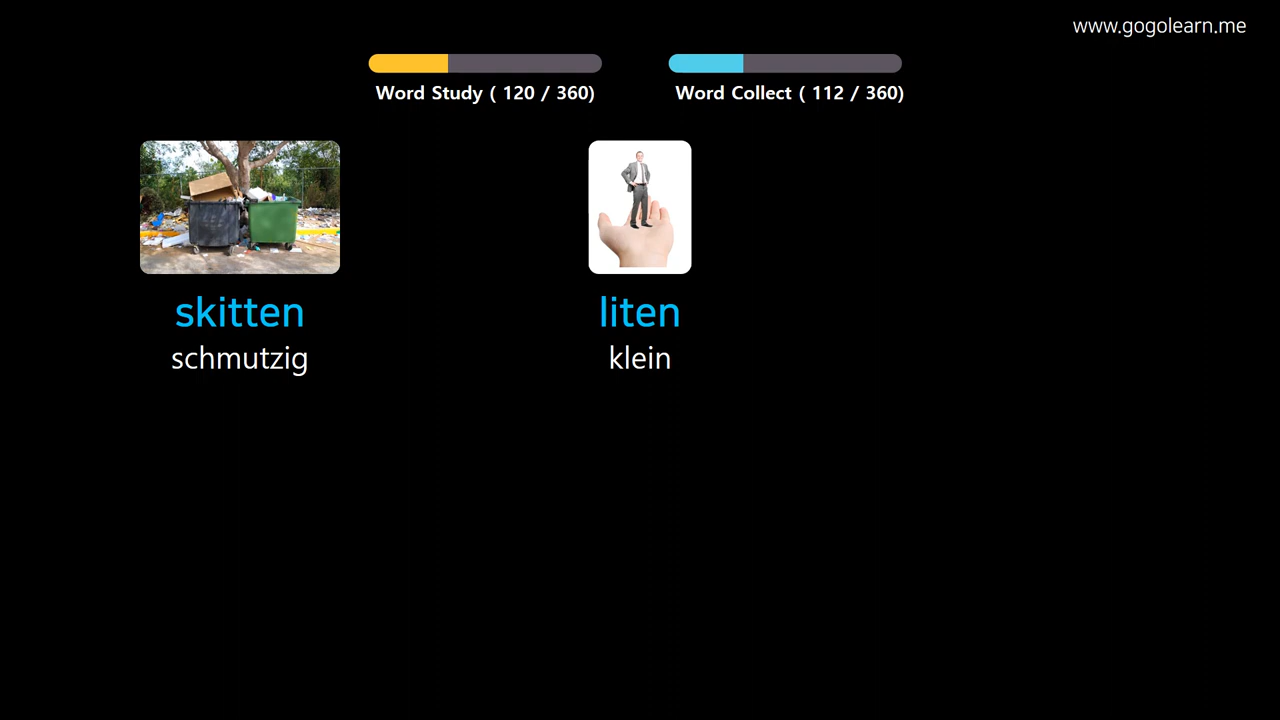 www.gogolearn.me
Word Study ( 120 / 360)
Word Collect ( 112 / 360)
skitten
schmutzig
liten
klein